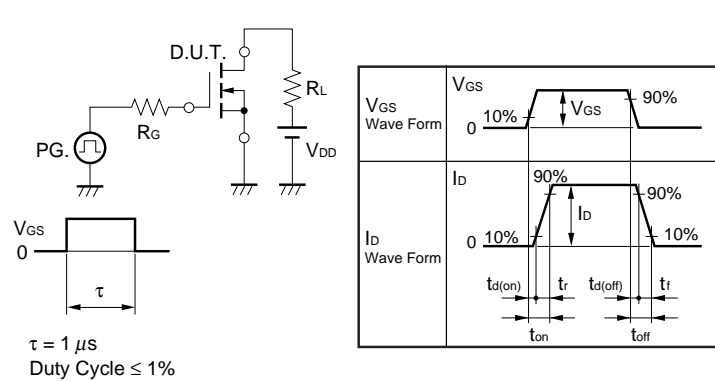 D.U.T.
RL
RG
PG.
VDD
VGS
0
τ
τ = 1 μs
Duty Cycle ≤ 1%
VGS
Wave Form
VGS
10%
0
VGS
90%
ID
Wave Form
ID
90%
0 10%
ID
90%
10%
td(on) tr td(off) tf
ton toff